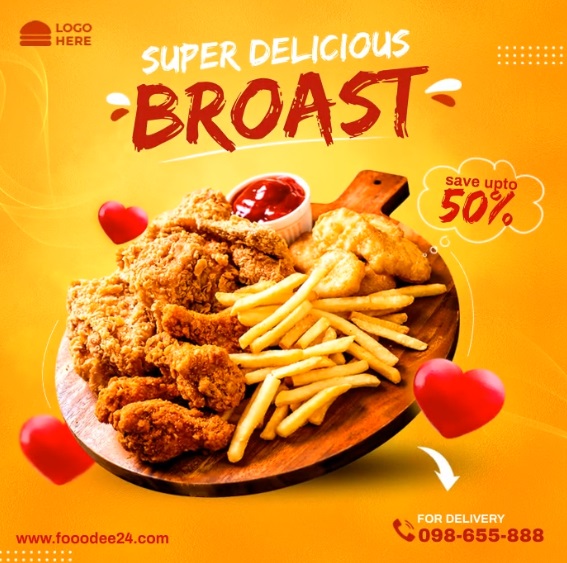 LOGO
HERE
SUPER DELICIOUS
BROAST
save upto
50%
FOR DELIVERY
098-655-888
www.fooodee24.com